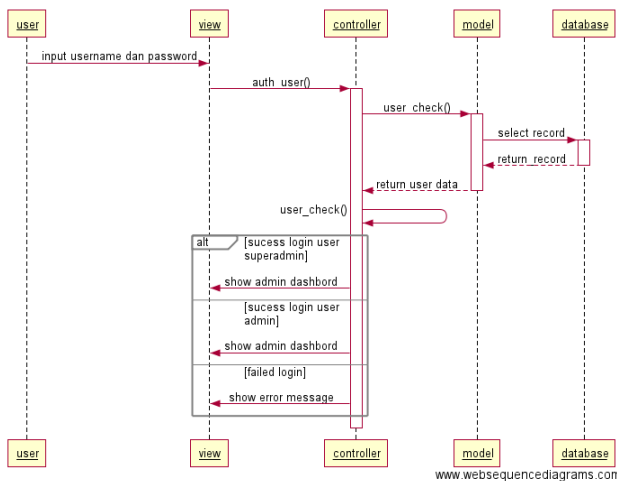 user view controller model database
input username dan password
auth_user()
user_check()
select record
return_record
return user data
user_check()
alt [sucess login user
superadmin]
show admin dashbord
[sucess login user
admin]
show admin dashbord
[failed login]
show error message
user view controller model database
www.websequencediagrams.com